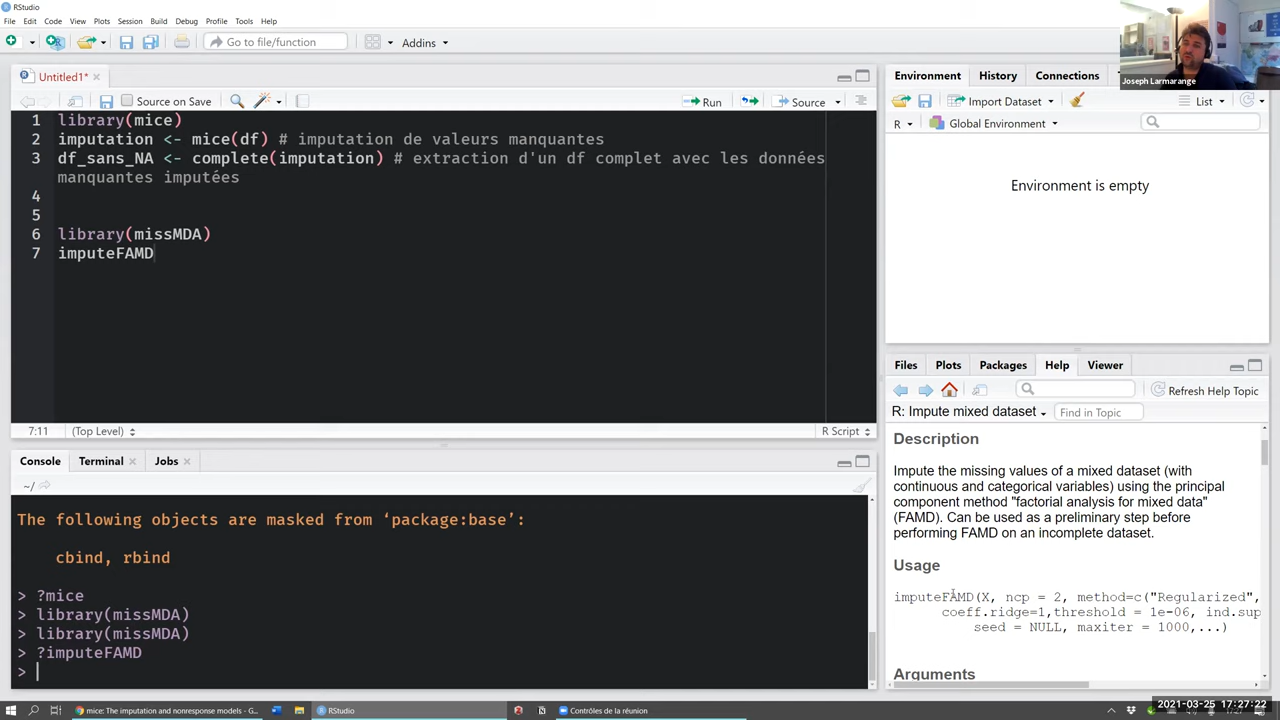 RStudio
File Edit Code View Plots Session Build Debug Profile Tools Help
Go to file/function
Addins
Joseph Larmarange
Untitled1*
Source on Save
Run
Source
1 library(mice)
2 imputation <- mice(df) # imputation de valeurs manquantes
3 df_sans_NA <- complete(imputation) # extraction d'un df complet avec les données
manquantes imputées
4
5
6 library(missMDA)
7 imputeFAMD
7:11 (Top Level) R Script
Console Terminal Jobs
~/
The following objects are masked from ‘package:base’:
cbind, rbind
> ?mice
> library(missMDA)
> library(missMDA)
> ?imputeFAMD
>
Environment History Connections
Import Dataset List
R Global Environment
Environment is empty
Files Plots Packages Help Viewer
Refresh Help Topic
R: Impute mixed dataset Find in Topic
Description
Impute the missing values of a mixed dataset (with
continuous and categorical variables) using the principal
component method "factorial analysis for mixed data"
(FAMD). Can be used as a preliminary step before
performing FAMD on an incomplete dataset.
Usage
imputeFAMD(X, ncp = 2, method=c("Regularized",
coeff.ridge=1,threshold = 1e-06, ind.sup
seed = NULL, maxiter = 1000,...)
Arguments
mice: The imputation and nonresponse models - G...
RStudio
Contrôles de la réunion
2021-03-25 17:27:22